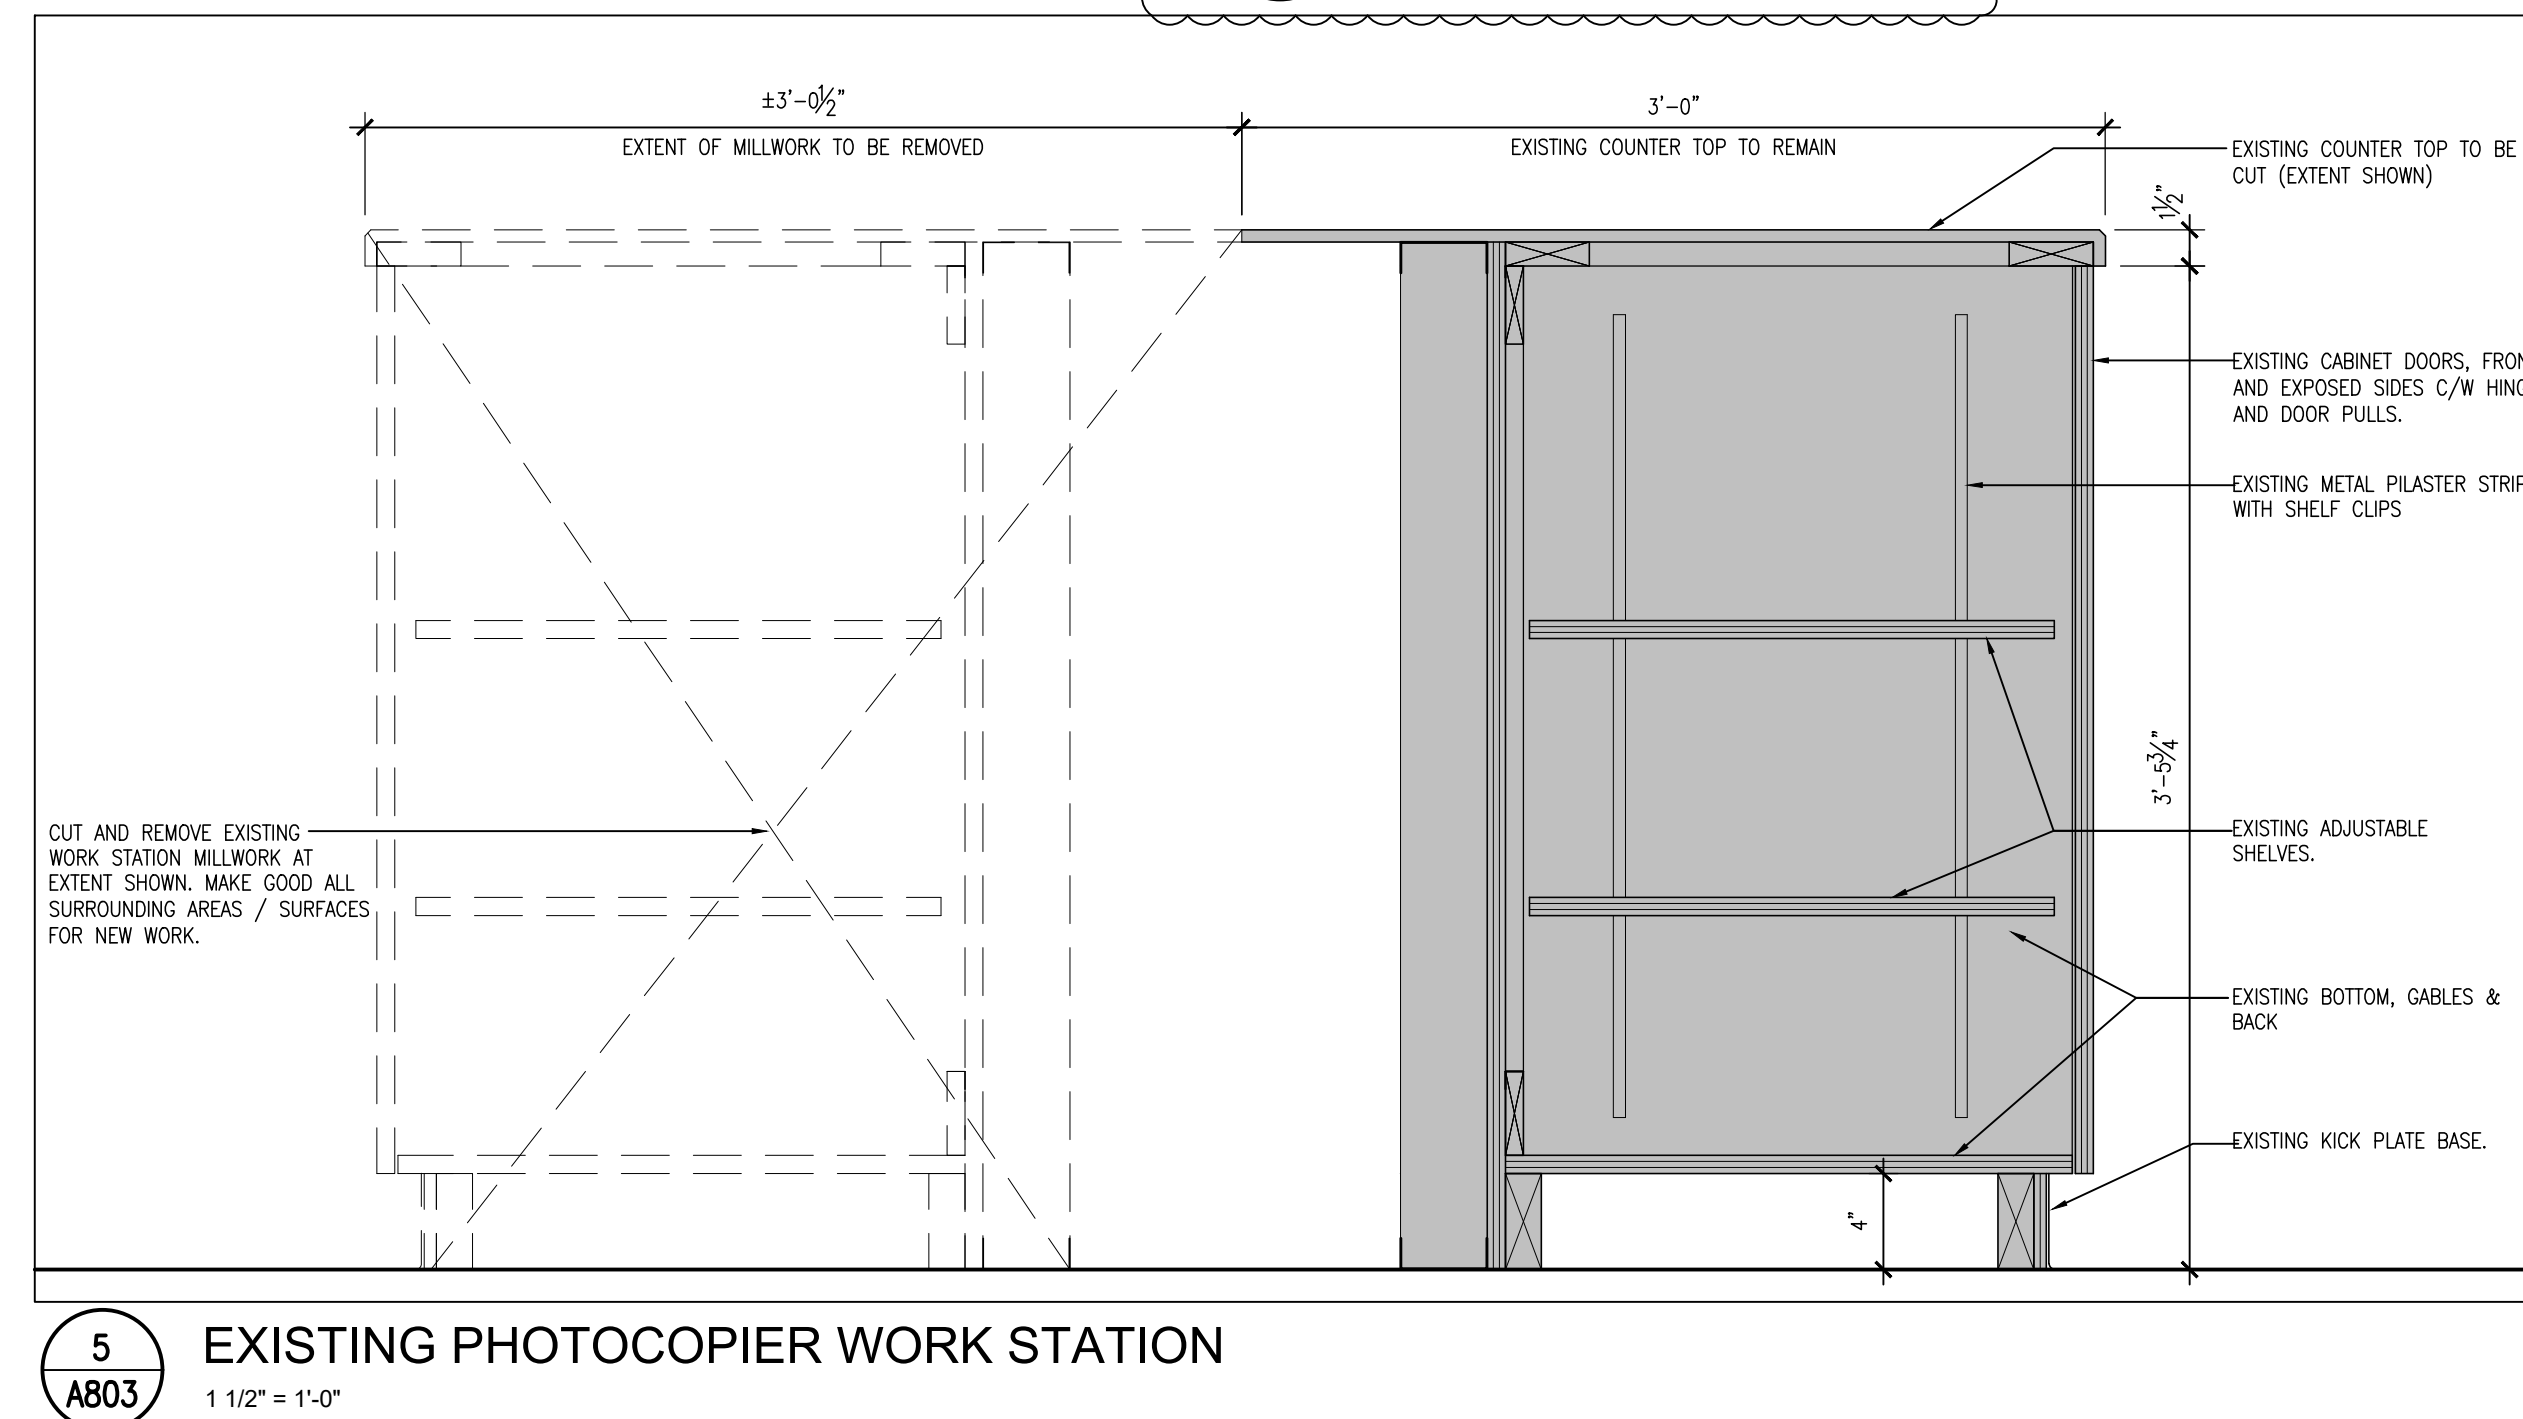 ±3'-0½"
EXTENT OF MILLWORK TO BE REMOVED
3'-0"
EXISTING COUNTER TOP TO REMAIN
EXISTING COUNTER TOP TO BE
CUT (EXTENT SHOWN)
1½"
EXISTING CABINET DOORS,
AND EXPOSED SIDES C/W
AND DOOR PULLS.
EXISTING METAL PILASTER
WITH SHELF CLIPS
3'-5¾"
CUT AND REMOVE EXISTING
WORK STATION MILLWORK AT
EXTENT SHOWN. MAKE GOOD ALL
SURROUNDING AREAS / SURFACES
FOR NEW WORK.
EXISTING ADJUSTABLE
SHELVES.
EXISTING BOTTOM, GABLES &
BACK
EXISTING KICK PLATE BASE.
4"
5
A803
EXISTING PHOTOCOPIER WORK STATION
1 1/2" = 1'-0"